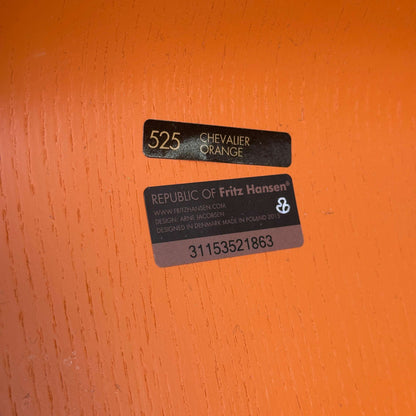 525 CHEVALIER
ORANGE
REPUBLIC OF Fritz Hansen®
WWW.FRITZHANSEN.COM
DESIGN: ARNE JACOBSEN
DESIGNED IN DENMARK MADE IN POLAND 2015
31153521863